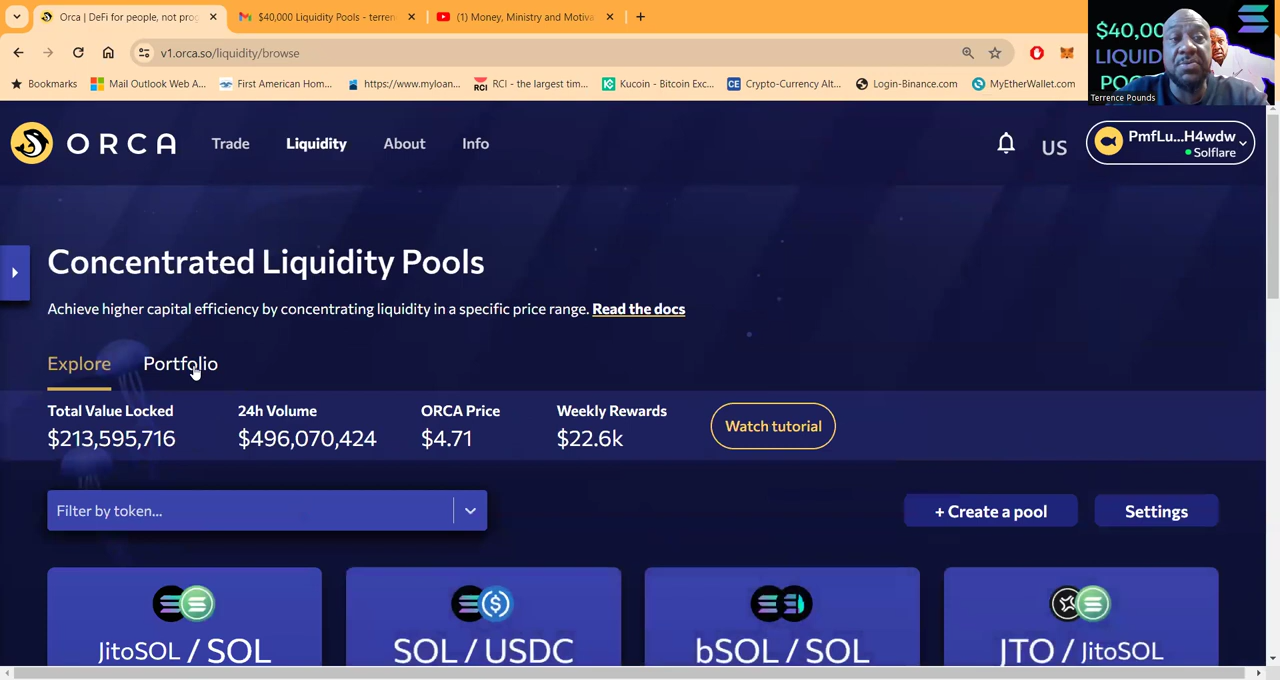 Orca | DeFi for people, not prog
$40,000 Liquidity Pools - terren
(1) Money, Ministry and Motiva
v1.orca.so/liquidity/browse
Bookmarks
Mail Outlook Web A...
First American Hom...
https://www.myloan...
RCI - the largest tim...
Kucoin - Bitcoin Exc...
Crypto-Currency Alt...
Login-Binance.com
MyEtherWallet.com
$40,00
LIQUID
POO
Terrence Pounds
ORCA
Trade
Liquidity
About
Info
US
PmfLu...H4wdw
Solflare
Concentrated Liquidity Pools
Achieve higher capital efficiency by concentrating liquidity in a specific price range. Read the docs
Explore
Portfolio
Total Value Locked
$213,595,716
24h Volume
$496,070,424
ORCA Price
$4.71
Weekly Rewards
$22.6k
Watch tutorial
Filter by token...
+ Create a pool
Settings
JitoSOL / SOL
SOL / USDC
bSOL / SOL
JTO / JitoSOL